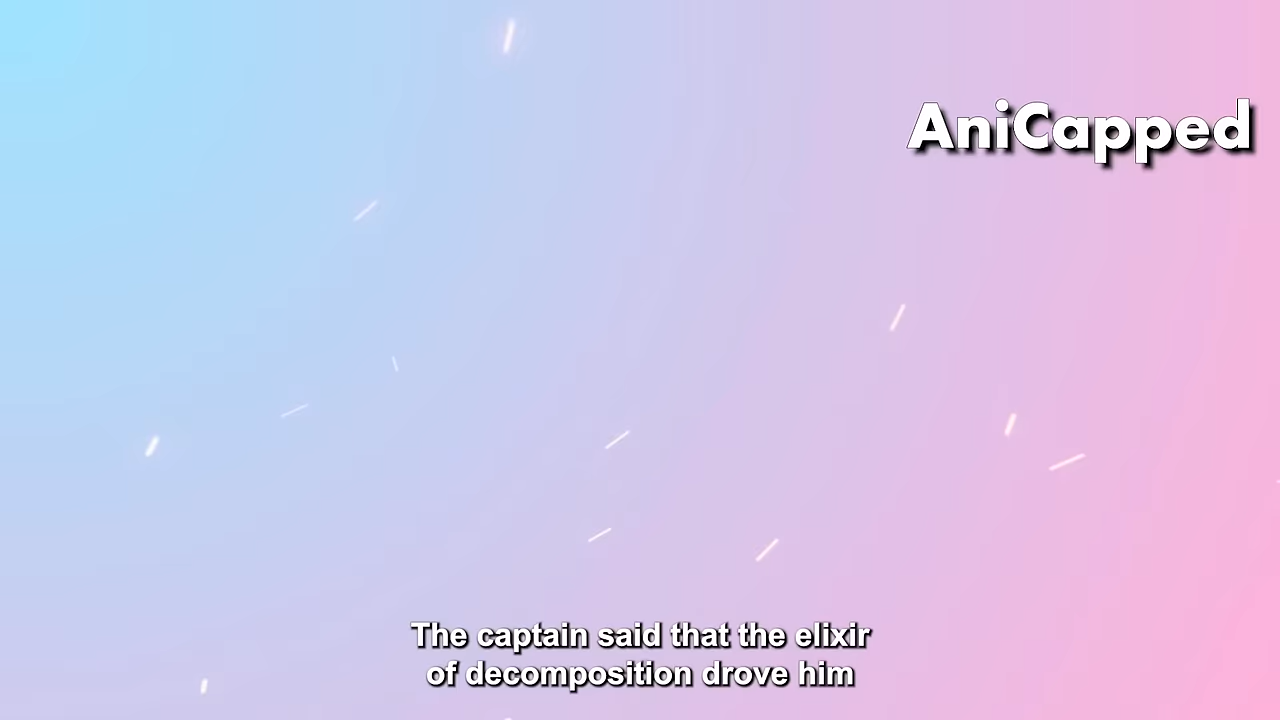 AniCapped
The captain said that the elixir
of decomposition drove him